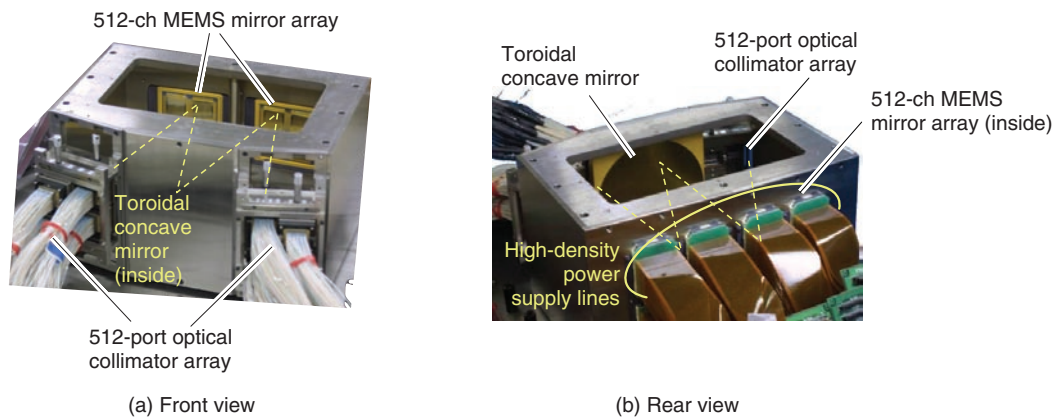 512-ch MEMS mirror array
Toroidal
concave
mirror
(inside)
512-port optical
collimator array
(a) Front view
Toroidal
concave mirror
512-port optical
collimator array
512-ch MEMS
mirror array (inside)
High-density
power
supply lines
(b) Rear view